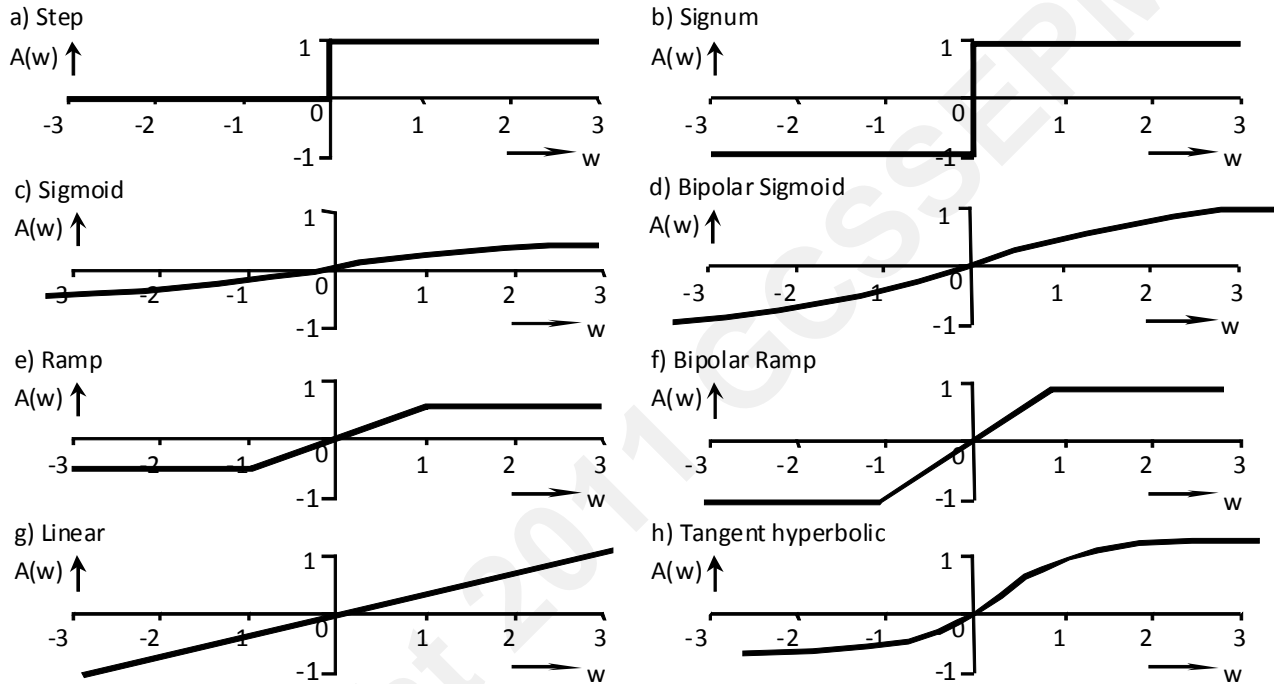 a) Step
A(w)
1
0
-3 -2 -1 1 2 3
-1
w
b) Signum
A(w)
1
0
-3 -2 -1 1 2 3
-1
w
c) Sigmoid
A(w)
1
0
-3 -2 -1 1 2 3
-1
w
d) Bipolar Sigmoid
A(w)
1
0
-3 -2 -1 1 2 3
-1
w
e) Ramp
A(w)
1
0
-3 -2 -1 1 2 3
-1
w
f) Bipolar Ramp
A(w)
1
0
-3 -2 -1 1 2 3
-1
w
g) Linear
A(w)
1
0
-3 -2 -1 1 2 3
-1
w
h) Tangent hyperbolic
A(w)
1
0
-3 -2 -1 1 2 3
-1
w
2011